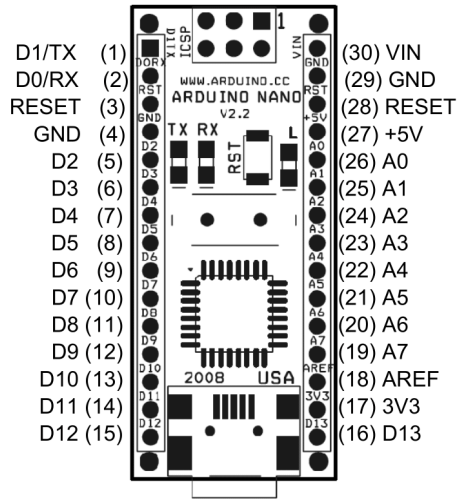 1
D1TX
ICSP
VIN
D1/TX (1)
(30) VIN
D0RX
GND
D0/RX (2)
(29) GND
RST
WWW.ARDUINO.CC
RST
RESET (3)
ARDUINO NANO
(28) RESET
GND
V2.2
+5V
GND (4)
TX RX
L
(27) +5V
D2
RST
A0
D2 (5)
(26) A0
D3
A1
D3 (6)
(25) A1
D4
A2
D4 (7)
(24) A2
D5
A3
D5 (8)
(23) A3
D6
A4
D6 (9)
(22) A4
D7
A5
D7 (10)
(21) A5
D8
A6
D8 (11)
(20) A6
D9
A7
D9 (12)
(19) A7
D10
AREF
D10 (13)
2008 USA
(18) AREF
D11
3V3
D11 (14)
(17) 3V3
D12
D13
D12 (15)
(16) D13